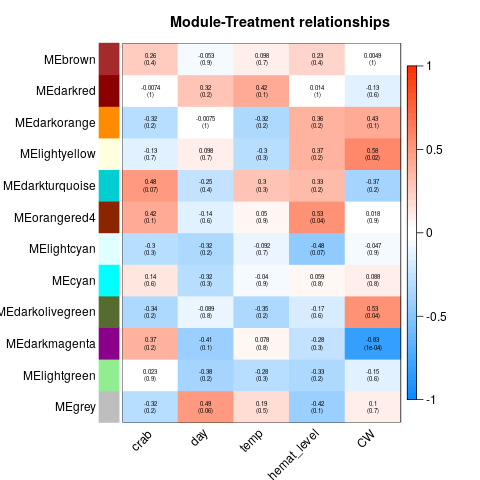 Module-Treatment relationships
MEbrown 0.26 -0.053 0.098 0.23 0.0049
(0.4) (0.9) (0.7) (0.4) (1)
MEdarkred -0.0074 0.32 0.42 0.014 -0.13
(1) (0.2) (0.1) (1) (0.6)
MEdarkorange -0.32 -0.0075 -0.32 0.36 0.43
(0.2) (1) (0.2) (0.2) (0.1)
MElightyellow -0.13 0.098 -0.3 0.37 0.58
(0.7) (0.7) (0.3) (0.2) (0.02)
MEdarkturquoise 0.48 -0.25 0.3 0.33 -0.37
(0.07) (0.4) (0.3) (0.2) (0.2)
MEorangered4 0.42 -0.14 0.05 0.53 0.018
(0.1) (0.6) (0.9) (0.04) (0.9)
MElightcyan -0.3 -0.32 -0.092 -0.48 -0.047
(0.3) (0.2) (0.7) (0.07) (0.9)
MEcyan 0.14 -0.32 -0.04 0.059 0.088
(0.6) (0.3) (0.9) (0.8) (0.8)
MEdarkolivegreen -0.34 -0.089 -0.35 -0.17 0.53
(0.2) (0.8) (0.2) (0.6) (0.04)
MEdarkmagenta 0.37 -0.41 0.078 -0.28 -0.83
(0.2) (0.1) (0.8) (0.3) (1e-04)
MElightgreen 0.023 -0.38 -0.28 -0.33 -0.15
(0.9) (0.2) (0.3) (0.2) (0.6)
MEgrey -0.32 0.49 0.19 -0.42 0.1
(0.2) (0.06) (0.5) (0.1) (0.7)
crab day temp hemat_level CW
1
0.5
0
-0.5
-1